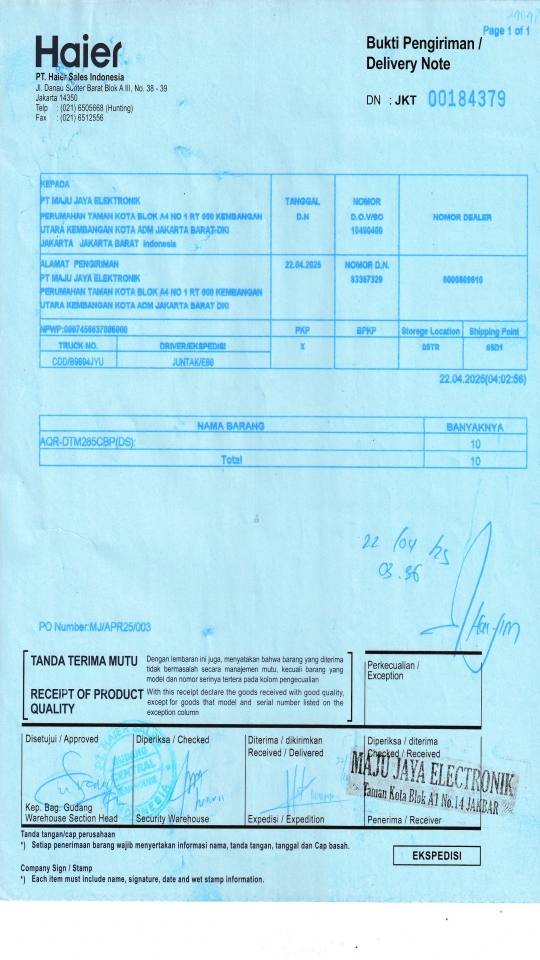 Page 1 of 1
Haier
PT. Haier Sales Indonesia
Jl. Danau Sunter Barat Blok A III, No. 38 - 39
Jakarta 14350
Telp : (021) 6505668 (Hunting)
Fax : (021) 6512556
Bukti Pengiriman /
Delivery Note
DN : JKT 00184379
KEPADA
PT MAJU JAYA ELEKTRONIK
PERUMAHAN TAMAN KOTA BLOK A4 NO 1 RT 000 KEMBANGAN
UTARA KEMBANGAN KOTA ADM JAKARTA BARAT-DKI
JAKARTA JAKARTA BARAT Indonesia
TANGGAL
D.N
NOMOR
D.O.V/SO
NOMOR DEALER
ALAMAT PENGIRIMAN
PT MAJU JAYA ELEKTRONIK
PERUMAHAN TAMAN KOTA BLOK A4 NO 1 RT 000 KEMBANGAN
UTARA KEMBANGAN KOTA ADM JAKARTA BARAT DKI
22.04.2025
NOMOR D.N.
83387329
PKP
BPKP
Storege Location
Shipping Point
TRUCK NO.
DRIVER/EKSPEDISI
X
CDD/B9894JYU
22.04.2025(04:02:56)
NAMA BARANG
BANYAKNYA
AQR-DTM285CBP(DS):
10
Total
10
22/04 25
03.36
PO Number:MJ/APR25/003
TANDA TERIMA MUTU
Dengan lembaran ini juga, menyatakan bahwa barang yang diterima
tidak bermasalah secara manajemen mutu, kecuali barang yang
model dan nomor serinya tertera pada kolom pengecualian
RECEIPT OF PRODUCT
QUALITY
With this receipt declare the goods received with good quality,
except for goods that model and serial number listed on the
exception column
Perkecualian /
Exception
Disetujui / Approved
Diperiksa / Checked
Diterima / dikirimkan
Received / Delivered
Diperiksa / diterima
Checked / Received
MAJU JAYA ELECTRONIK
Taman Kota Blok A1 No.14 JAKBAR
CENTRAL
Kep. Bag. Gudang
Warehouse Section Head
Security Warehouse
Expedisi / Expedition
Penerima / Receiver
Tanda tangan/cap perusahaan
*) Setiap penerimaan barang wajib menyertakan informasi nama, tanda tangan, tanggal dan Cap basah.
EKSPEDISI
Company Sign / Stamp
*) Each item must include name, signature, date and wet stamp information.